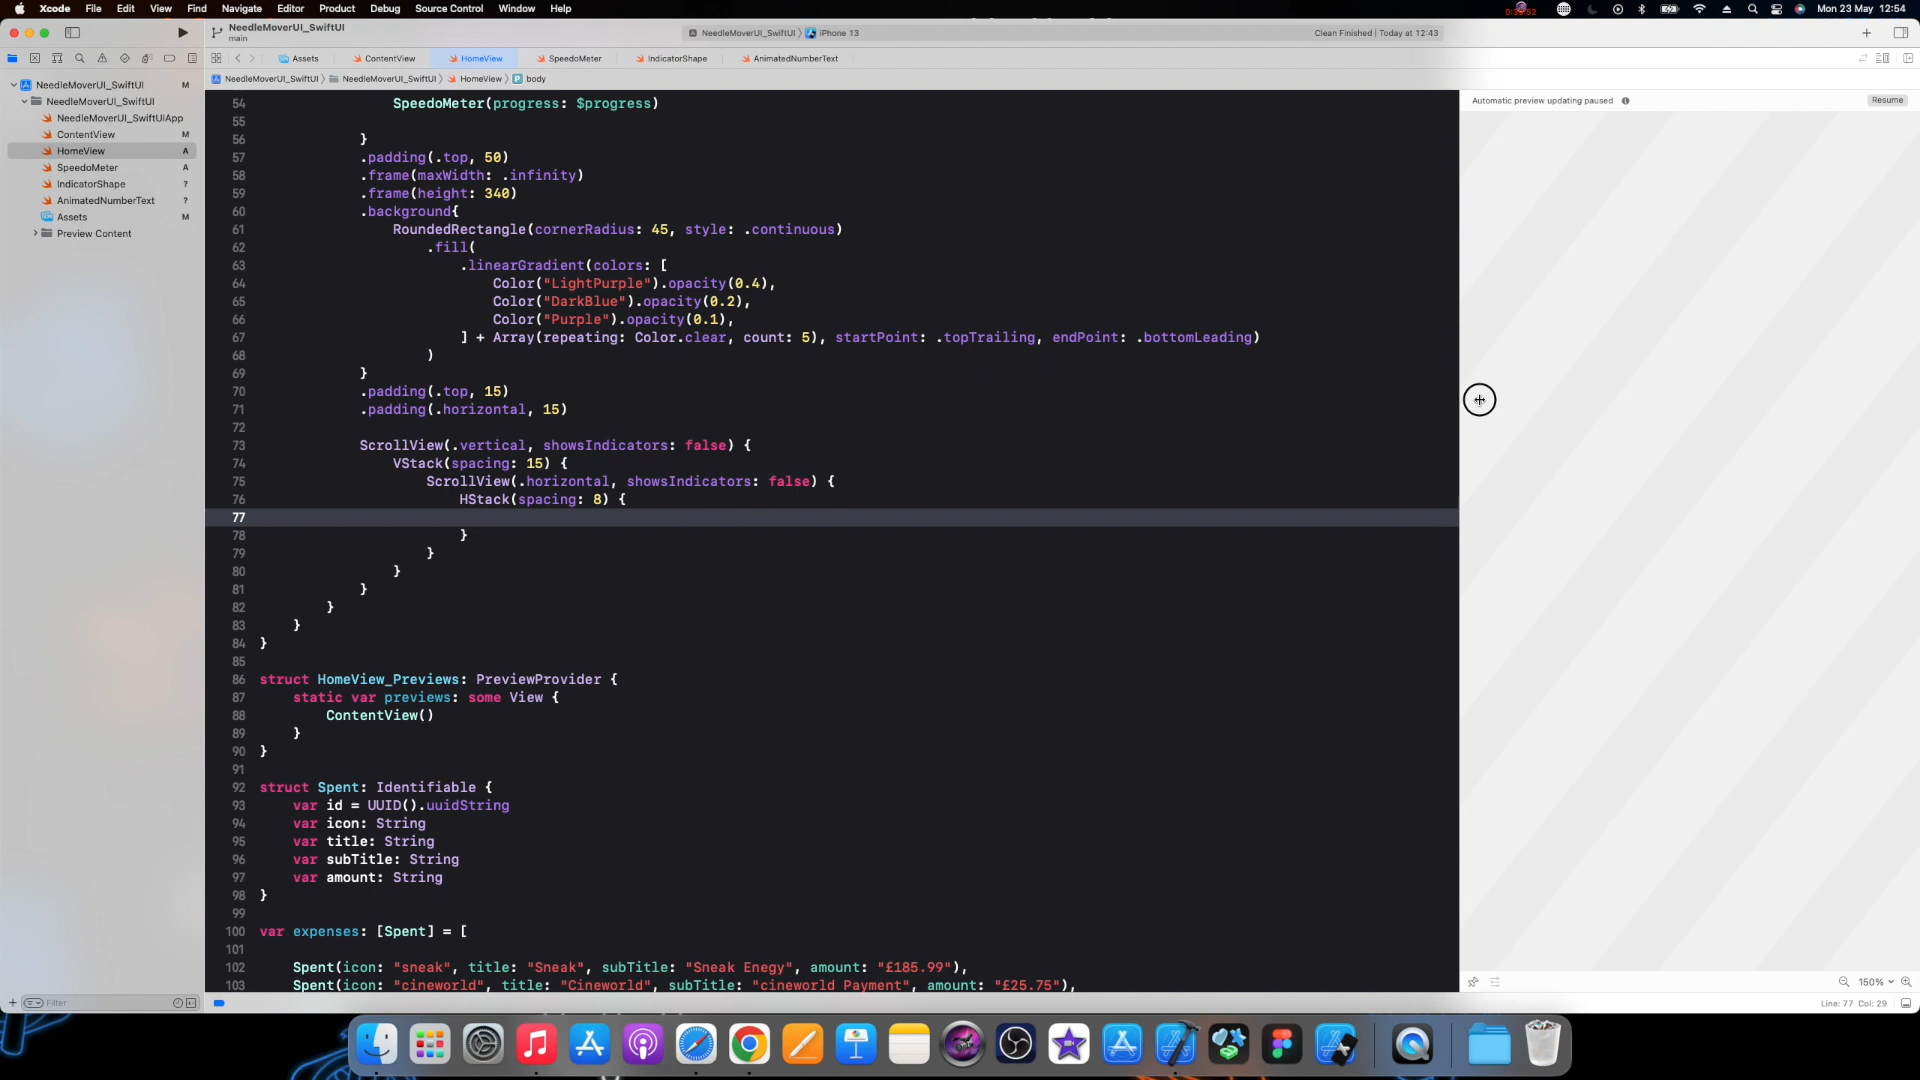 Xcode File Edit View Find Navigate Editor Product Debug Source Control Window Help
Mon 23 May 12:54
NeedleMoverUI_SwiftUI
main
NeedleMoverUI_SwiftUI 〉 iPhone 13
Clean Finished | Today at 12:43
Assets ContentView HomeView SpeedoMeter IndicatorShape AnimatedNumberText
NeedleMoverUI_SwiftUI 〉 NeedleMoverUI_SwiftUI 〉 HomeView 〉 P body
NeedleMoverUI_SwiftUI M
NeedleMoverUI_SwiftUI
NeedleMoverUI_SwiftUIApp
ContentView M
HomeView A
SpeedoMeter A
IndicatorShape ?
AnimatedNumberText ?
Assets M
Preview Content
Filter
54 SpeedoMeter(progress: $progress)
55
56 }
57 .padding(.top, 50)
58 .frame(maxWidth: .infinity)
59 .frame(height: 340)
60 .background{
61 RoundedRectangle(cornerRadius: 45, style: .continuous)
62 .fill(
63 .linearGradient(colors: [
64 Color("LightPurple").opacity(0.4),
65 Color("DarkBlue").opacity(0.2),
66 Color("Purple").opacity(0.1),
67 ] + Array(repeating: Color.clear, count: 5), startPoint: .topTrailing, endPoint: .bottomLeading)
68 )
69 }
70 .padding(.top, 15)
71 .padding(.horizontal, 15)
72
73 ScrollView(.vertical, showsIndicators: false) {
74 VStack(spacing: 15) {
75 ScrollView(.horizontal, showsIndicators: false) {
76 HStack(spacing: 8) {
77
78 }
79 }
80 }
81 }
82 }
83 }
84 }
85
86 struct HomeView_Previews: PreviewProvider {
87 static var previews: some View {
88 ContentView()
89 }
90 }
91
92 struct Spent: Identifiable {
93 var id = UUID().uuidString
94 var icon: String
95 var title: String
96 var subTitle: String
97 var amount: String
98 }
99
100 var expenses: [Spent] = [
101
102 Spent(icon: "sneak", title: "Sneak", subTitle: "Sneak Enegy", amount: "£185.99"),
103 Spent(icon: "cineworld", title: "Cineworld", subTitle: "cineworld Payment", amount: "£25.75"),
Automatic preview updating paused
Resume
150%
Line: 77 Col: 29